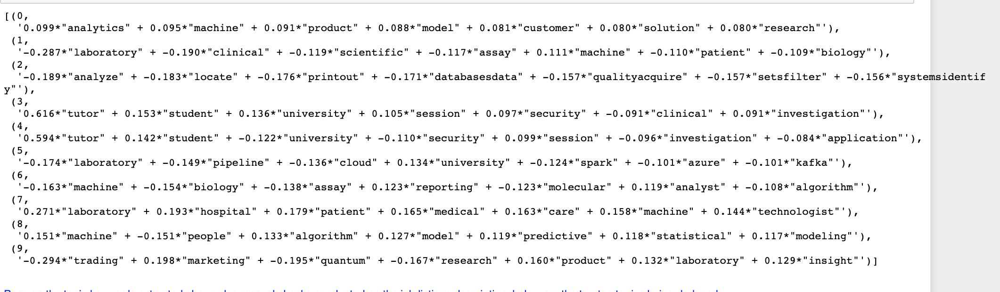 [(0,
'0.099*"analytics" + 0.095*"machine" + 0.091*"product" + 0.088*"model" + 0.081*"customer" + 0.080*"solution" + 0.080*"research"'),
(1,
'-0.287*"laboratory" + -0.190*"clinical" + -0.119*"scientific" + -0.117*"assay" + 0.111*"machine" + -0.110*"patient" + -0.109*"biology"'),
(2,
'-0.189*"analyze" + -0.183*"locate" + -0.176*"printout" + -0.171*"databasesdata" + -0.157*"qualityacquire" + -0.157*"setsfilter" + -0.156*"systemsidentif
y"'),
(3,
'0.616*"tutor" + 0.153*"student" + 0.136*"university" + 0.105*"session" + 0.097*"security" + -0.091*"clinical" + 0.091*"investigation"'),
(4,
'0.594*"tutor" + 0.142*"student" + -0.122*"university" + -0.110*"security" + 0.099*"session" + -0.096*"investigation" + -0.084*"application"'),
(5,
'-0.174*"laboratory" + -0.149*"pipeline" + -0.136*"cloud" + 0.134*"university" + -0.124*"spark" + -0.101*"azure" + -0.101*"kafka"'),
(6,
'-0.163*"machine" + -0.154*"biology" + -0.138*"assay" + 0.123*"reporting" + -0.123*"molecular" + 0.119*"analyst" + -0.108*"algorithm"'),
(7,
'0.271*"laboratory" + 0.193*"hospital" + 0.179*"patient" + 0.165*"medical" + 0.163*"care" + 0.158*"machine" + 0.144*"technologist"'),
(8,
'0.151*"machine" + -0.151*"people" + 0.133*"algorithm" + 0.127*"model" + 0.119*"predictive" + 0.118*"statistical" + 0.117*"modeling"'),
(9,
'-0.294*"trading" + 0.198*"marketing" + -0.195*"quantum" + -0.167*"research" + 0.160*"product" + 0.132*"laboratory" + 0.129*"insight"')]